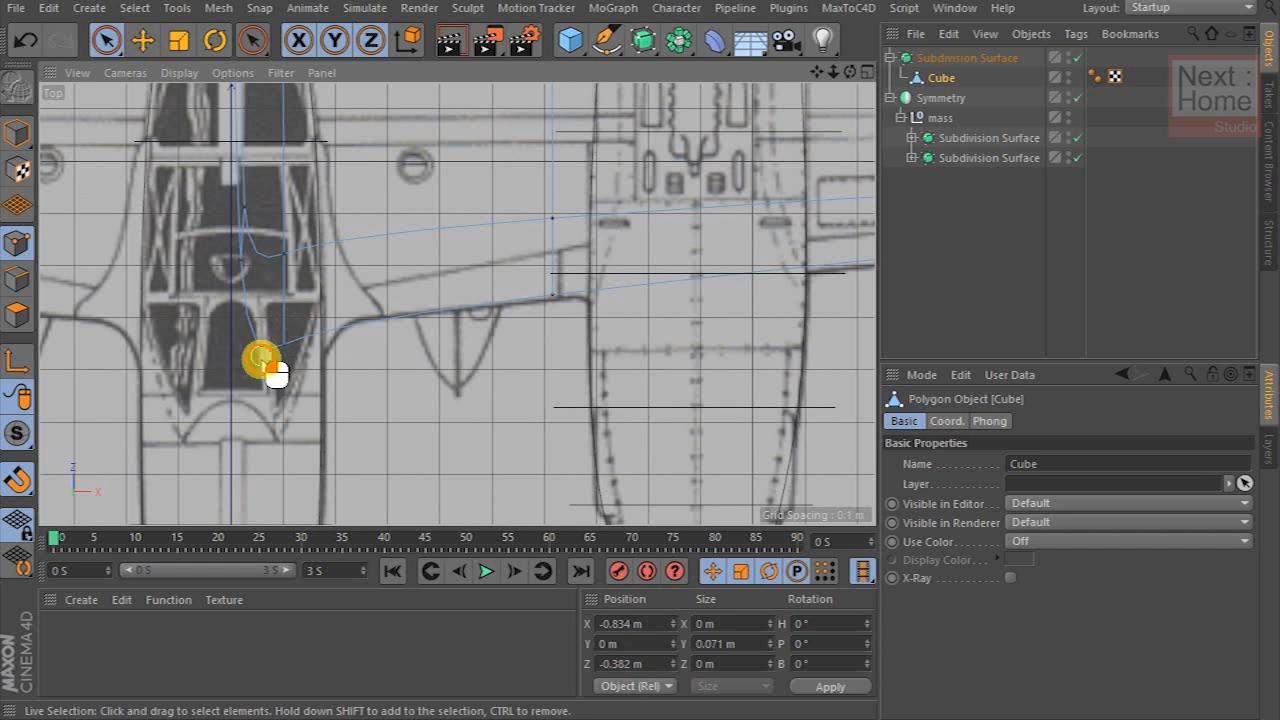 File Edit Create Select Tools Mesh Snap Animate Simulate Render Sculpt Motion Tracker MoGraph Character Pipeline Plugins MaxToC4D Script Window Help Layout: Startup
X Y Z
File Edit View Objects Tags Bookmarks
View Cameras Display Options Filter Panel
Top
Subdivision Surface
Cube
Symmetry
mass
Subdivision Surface
Subdivision Surface
Next :
Home
Studio
Objects
Takes
Content Browser
Structure
Attributes
Layers
Mode Edit User Data
Polygon Object [Cube]
Basic Coord. Phong
Basic Properties
Name Cube
Layer
Visible in Editor Default
Visible in Renderer Default
Use Color Off
Display Color
X-Ray
S
Z
X
Grid Spacing : 0.1 m
0 5 10 15 20 25 30 35 40 45 50 55 60 65 70 75 80 85 90 0 S
0 S 0 S 3 S 3 S
P
Create Edit Function Texture
Position Size Rotation
X -0.834 m X 0 m H 0 °
Y 0 m Y 0.071 m P 0 °
Z -0.382 m Z 0 m B 0 °
Object (Rel) Size Apply
MAXON
CINEMA 4D
Live Selection: Click and drag to select elements. Hold down SHIFT to add to the selection, CTRL to remove.